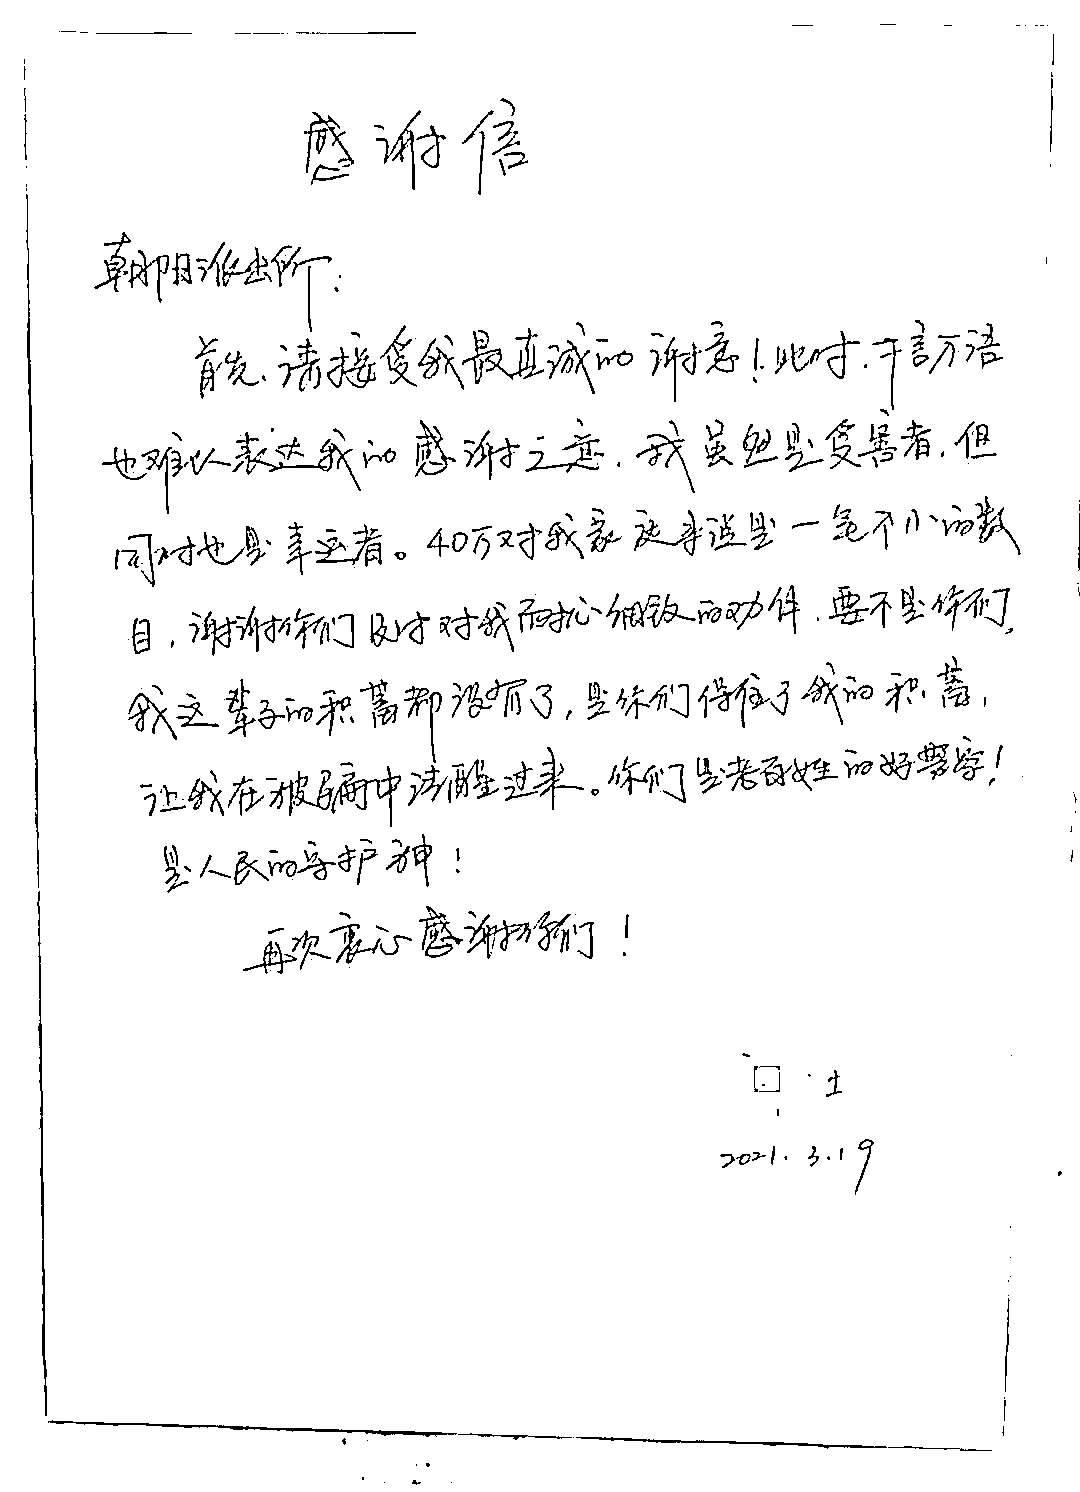 感谢信
朝阳派出所：
首先、请接受我最真诚的谢意！此时、千言万语
也难以表达我的感谢之意、我虽然是受害者、但
同时也是幸运者。40万对我家庭来说是一笔不小的数
目，谢谢你们及时对我耐心细致的劝件、要不是你们，
我这辈子的积蓄都没有了，是你们保住了我的积蓄，
让我在被骗中清醒过来。你们是老百姓的好警察！
是人民的守护神！
再次衷心感谢你们！
2021.3.19